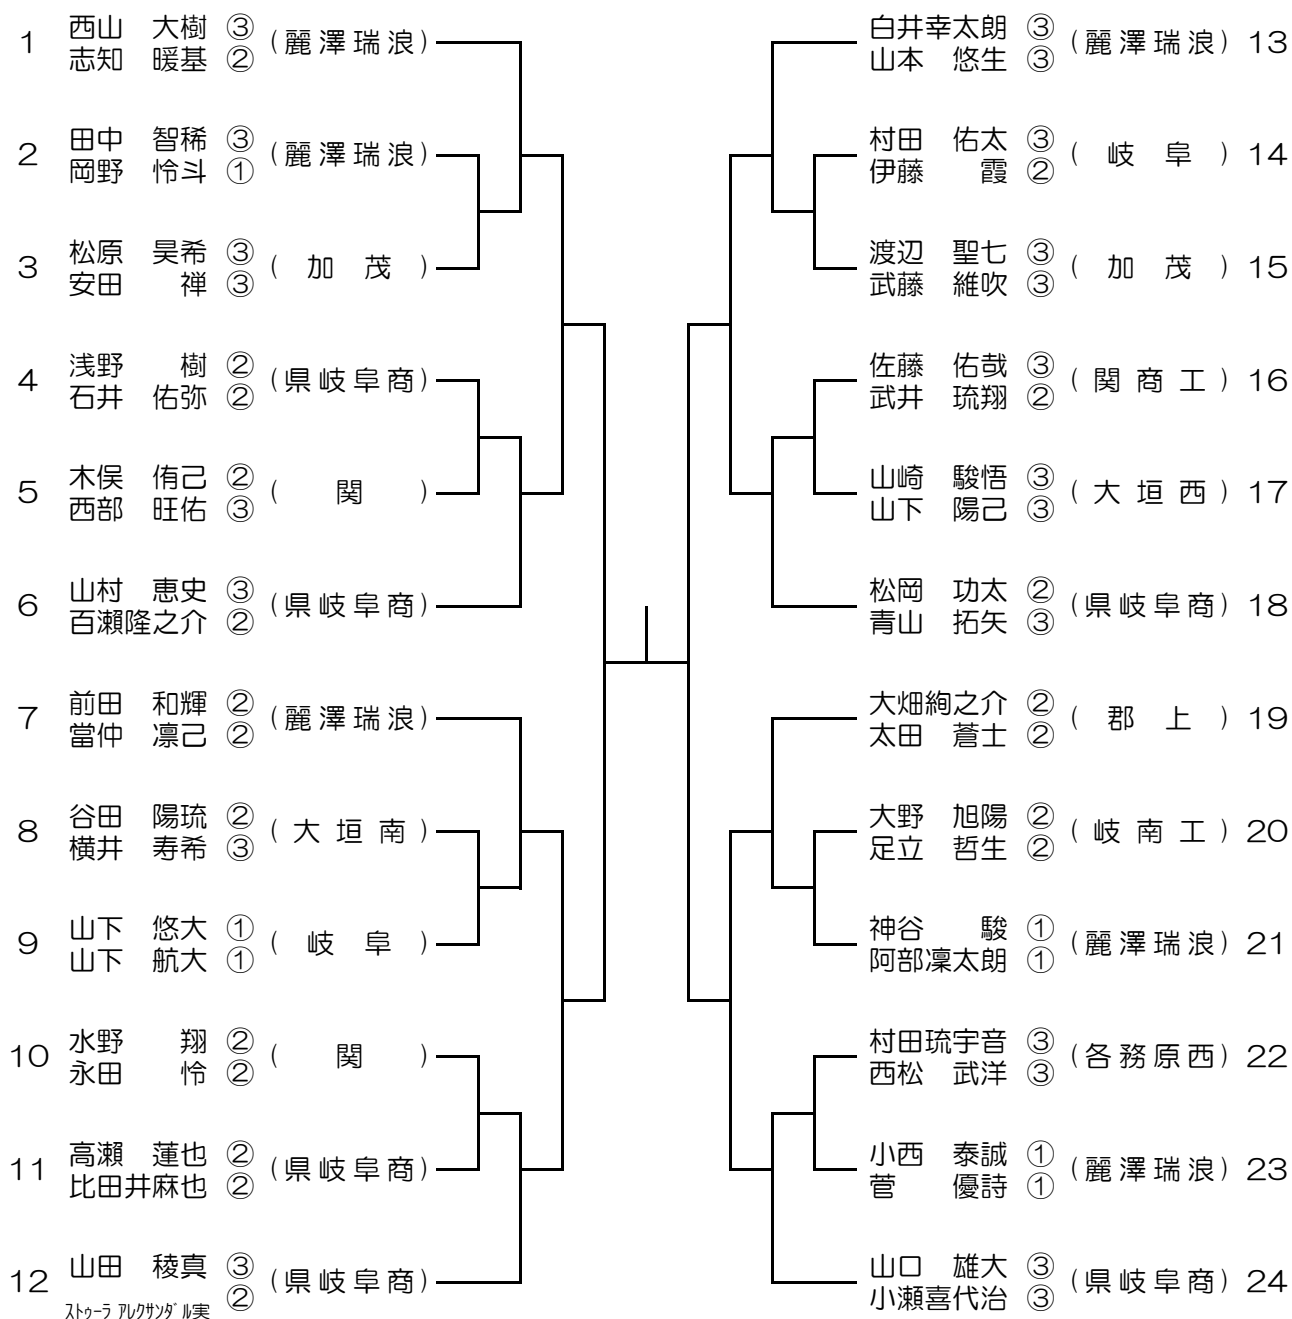 1 西山 大樹 ③ (麗澤瑞浪)
志知 暖基 ②
2 田中 智稀 ③ (麗澤瑞浪)
岡野 怜斗 ①
3 松原 昊希 ③ (加茂)
安田 禅 ③
4 浅野 樹 ② (県岐阜商)
石井 佑弥 ②
5 木俣 侑己 ② (関)
西部 旺佑 ③
6 山村 恵史 ③ (県岐阜商)
百瀬隆之介 ②
7 前田 和輝 ② (麗澤瑞浪)
當仲 凛己 ②
8 谷田 陽琉 ② (大垣南)
横井 寿希 ③
9 山下 悠大 ① (岐阜)
山下 航大 ①
10 水野 翔 ② (関)
永田 怜 ②
11 高瀬 蓮也 ② (県岐阜商)
比田井麻也 ②
12 山田 稜真 ③ (県岐阜商)
ｽﾄｩｰﾗ ｱﾚｸｻﾝﾀﾞﾙ実 ②
白井幸太朗 ③ (麗澤瑞浪) 13
山本 悠生 ③
村田 佑太 ③ (岐阜) 14
伊藤 霞 ②
渡辺 聖七 ③ (加茂) 15
武藤 維吹 ③
佐藤 佑哉 ③ (関商工) 16
武井 琉翔 ②
山崎 駿悟 ③ (大垣西) 17
山下 陽己 ③
松岡 功太 ② (県岐阜商) 18
青山 拓矢 ③
大畑絢之介 ② (郡上) 19
太田 蒼士 ②
大野 旭陽 ② (岐南工) 20
足立 哲生 ②
神谷 駿 ① (麗澤瑞浪) 21
阿部凜太朗 ①
村田琉宇音 ③ (各務原西) 22
西松 武洋 ③
小西 泰誠 ① (麗澤瑞浪) 23
菅 優詩 ①
山口 雄大 ③ (県岐阜商) 24
小瀬喜代治 ③